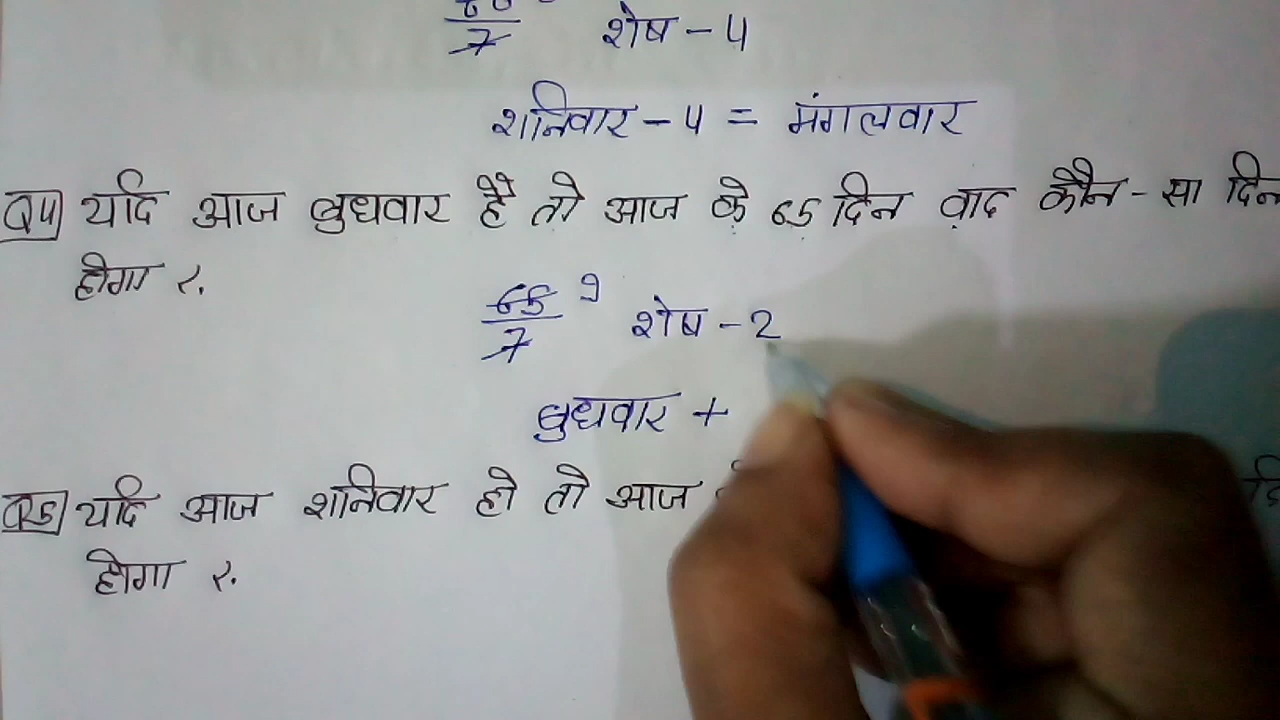 7 शेष - 4
शनिवार - 4 = मंगलवार
Q4 यदि आज बुधवार है तो आज के 65 दिन बाद कौन - सा दिन
होगा ?.
65 9
7 शेष - 2
बुधवार +
Q5 यदि आज शनिवार हो तो आज
होगा ?.